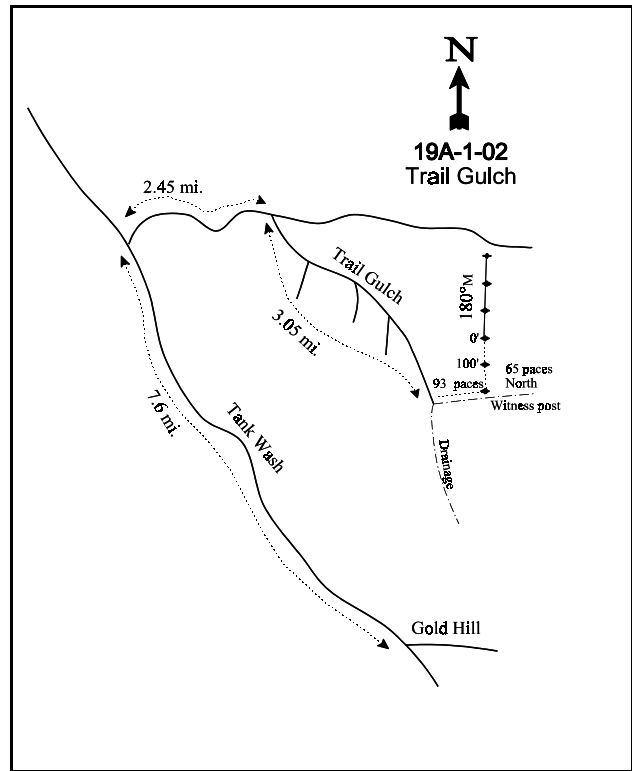 N
19A-1-02
Trail Gulch
2.45 mi.
Trail Gulch
180°M
3.05 mi.
0'
100'
65 paces
North
93 paces
Witness post
7.6 mi.
Tank Wash
Drainage
Gold Hill